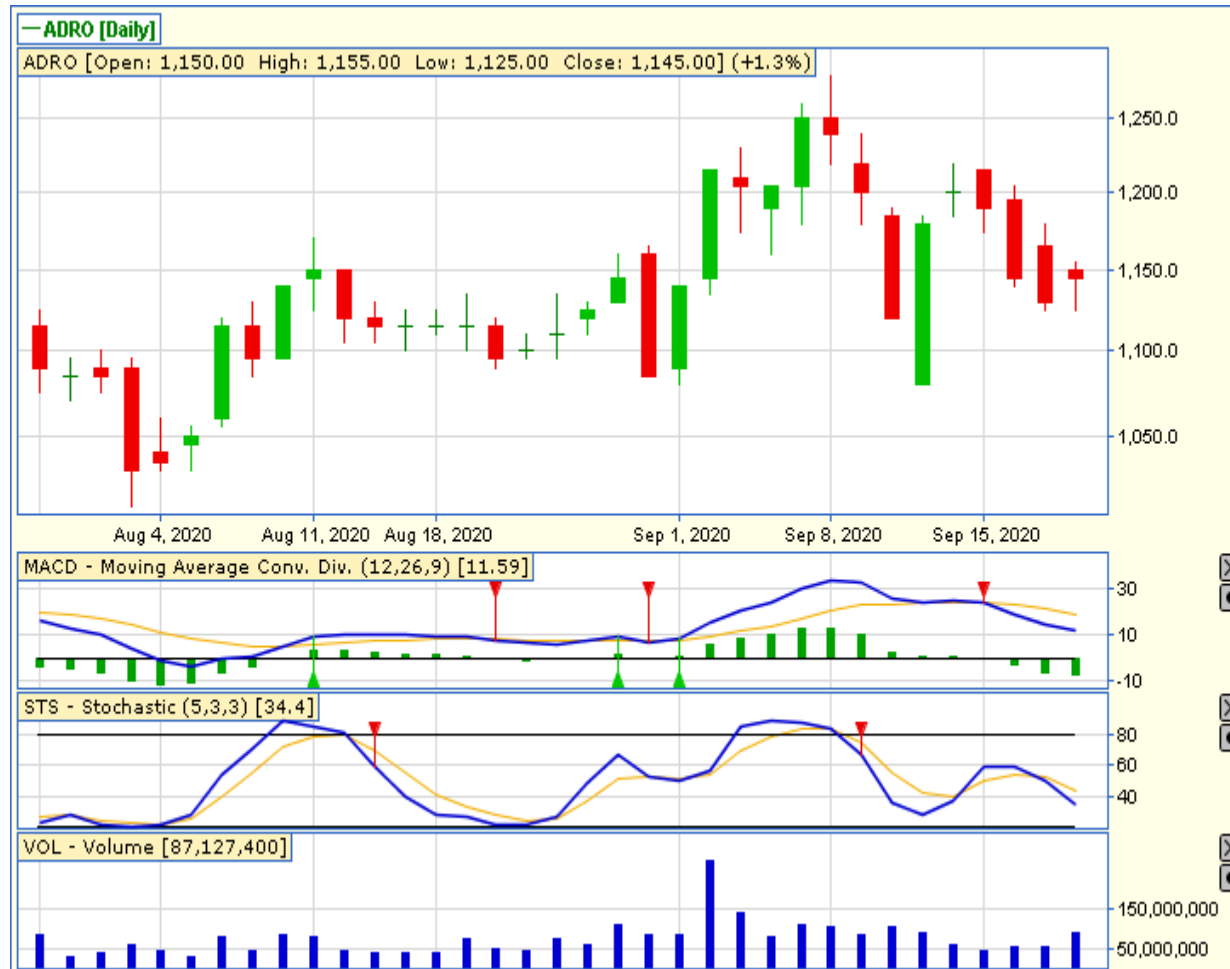 ADRO [Daily]
ADRO [Open: 1,150.00 High: 1,155.00 Low: 1,125.00 Close: 1,145.00] (+1.3%)
1,250.0
1,200.0
1,150.0
1,100.0
1,050.0
Aug 4, 2020 Aug 11, 2020 Aug 18, 2020 Sep 1, 2020 Sep 8, 2020 Sep 15, 2020
MACD - Moving Average Conv. Div. (12,26,9) [11.59]
30
10
-10
STS - Stochastic (5,3,3) [34.4]
80
60
40
VOL - Volume [87,127,400]
150,000,000
50,000,000